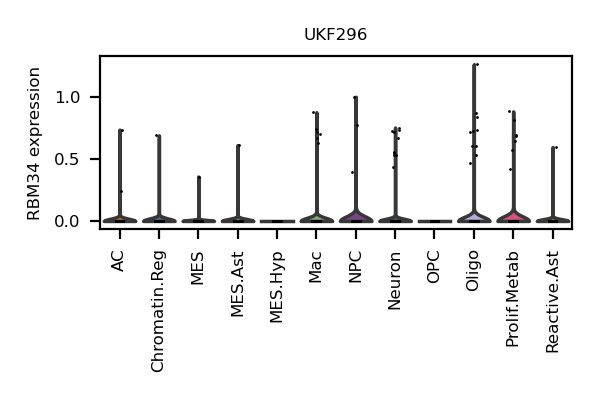 UKF296
RBM34 expression
1.0
0.5
0.0
AC
Chromatin.Reg
MES
MES.Ast
MES.Hyp
Mac
NPC
Neuron
OPC
Oligo
Prolif.Metab
Reactive.Ast